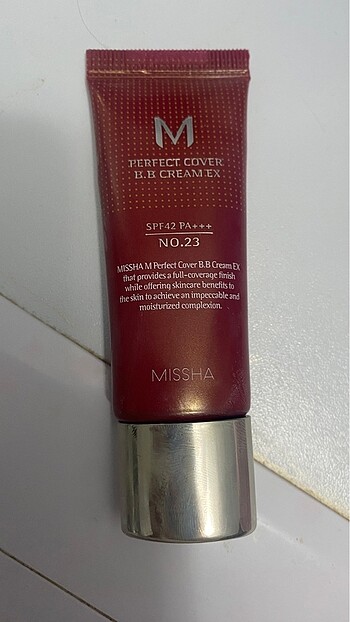 M
PERFECT COVER
B.B CREAM EX
SPF42 PA+++
NO.23
MISSHA M Perfect Cover B.B Cream EX
that provides a full-coverage finish
while offering skincare benefits to
the skin to achieve an impeccable and
moisturized complexion.
MISSHA